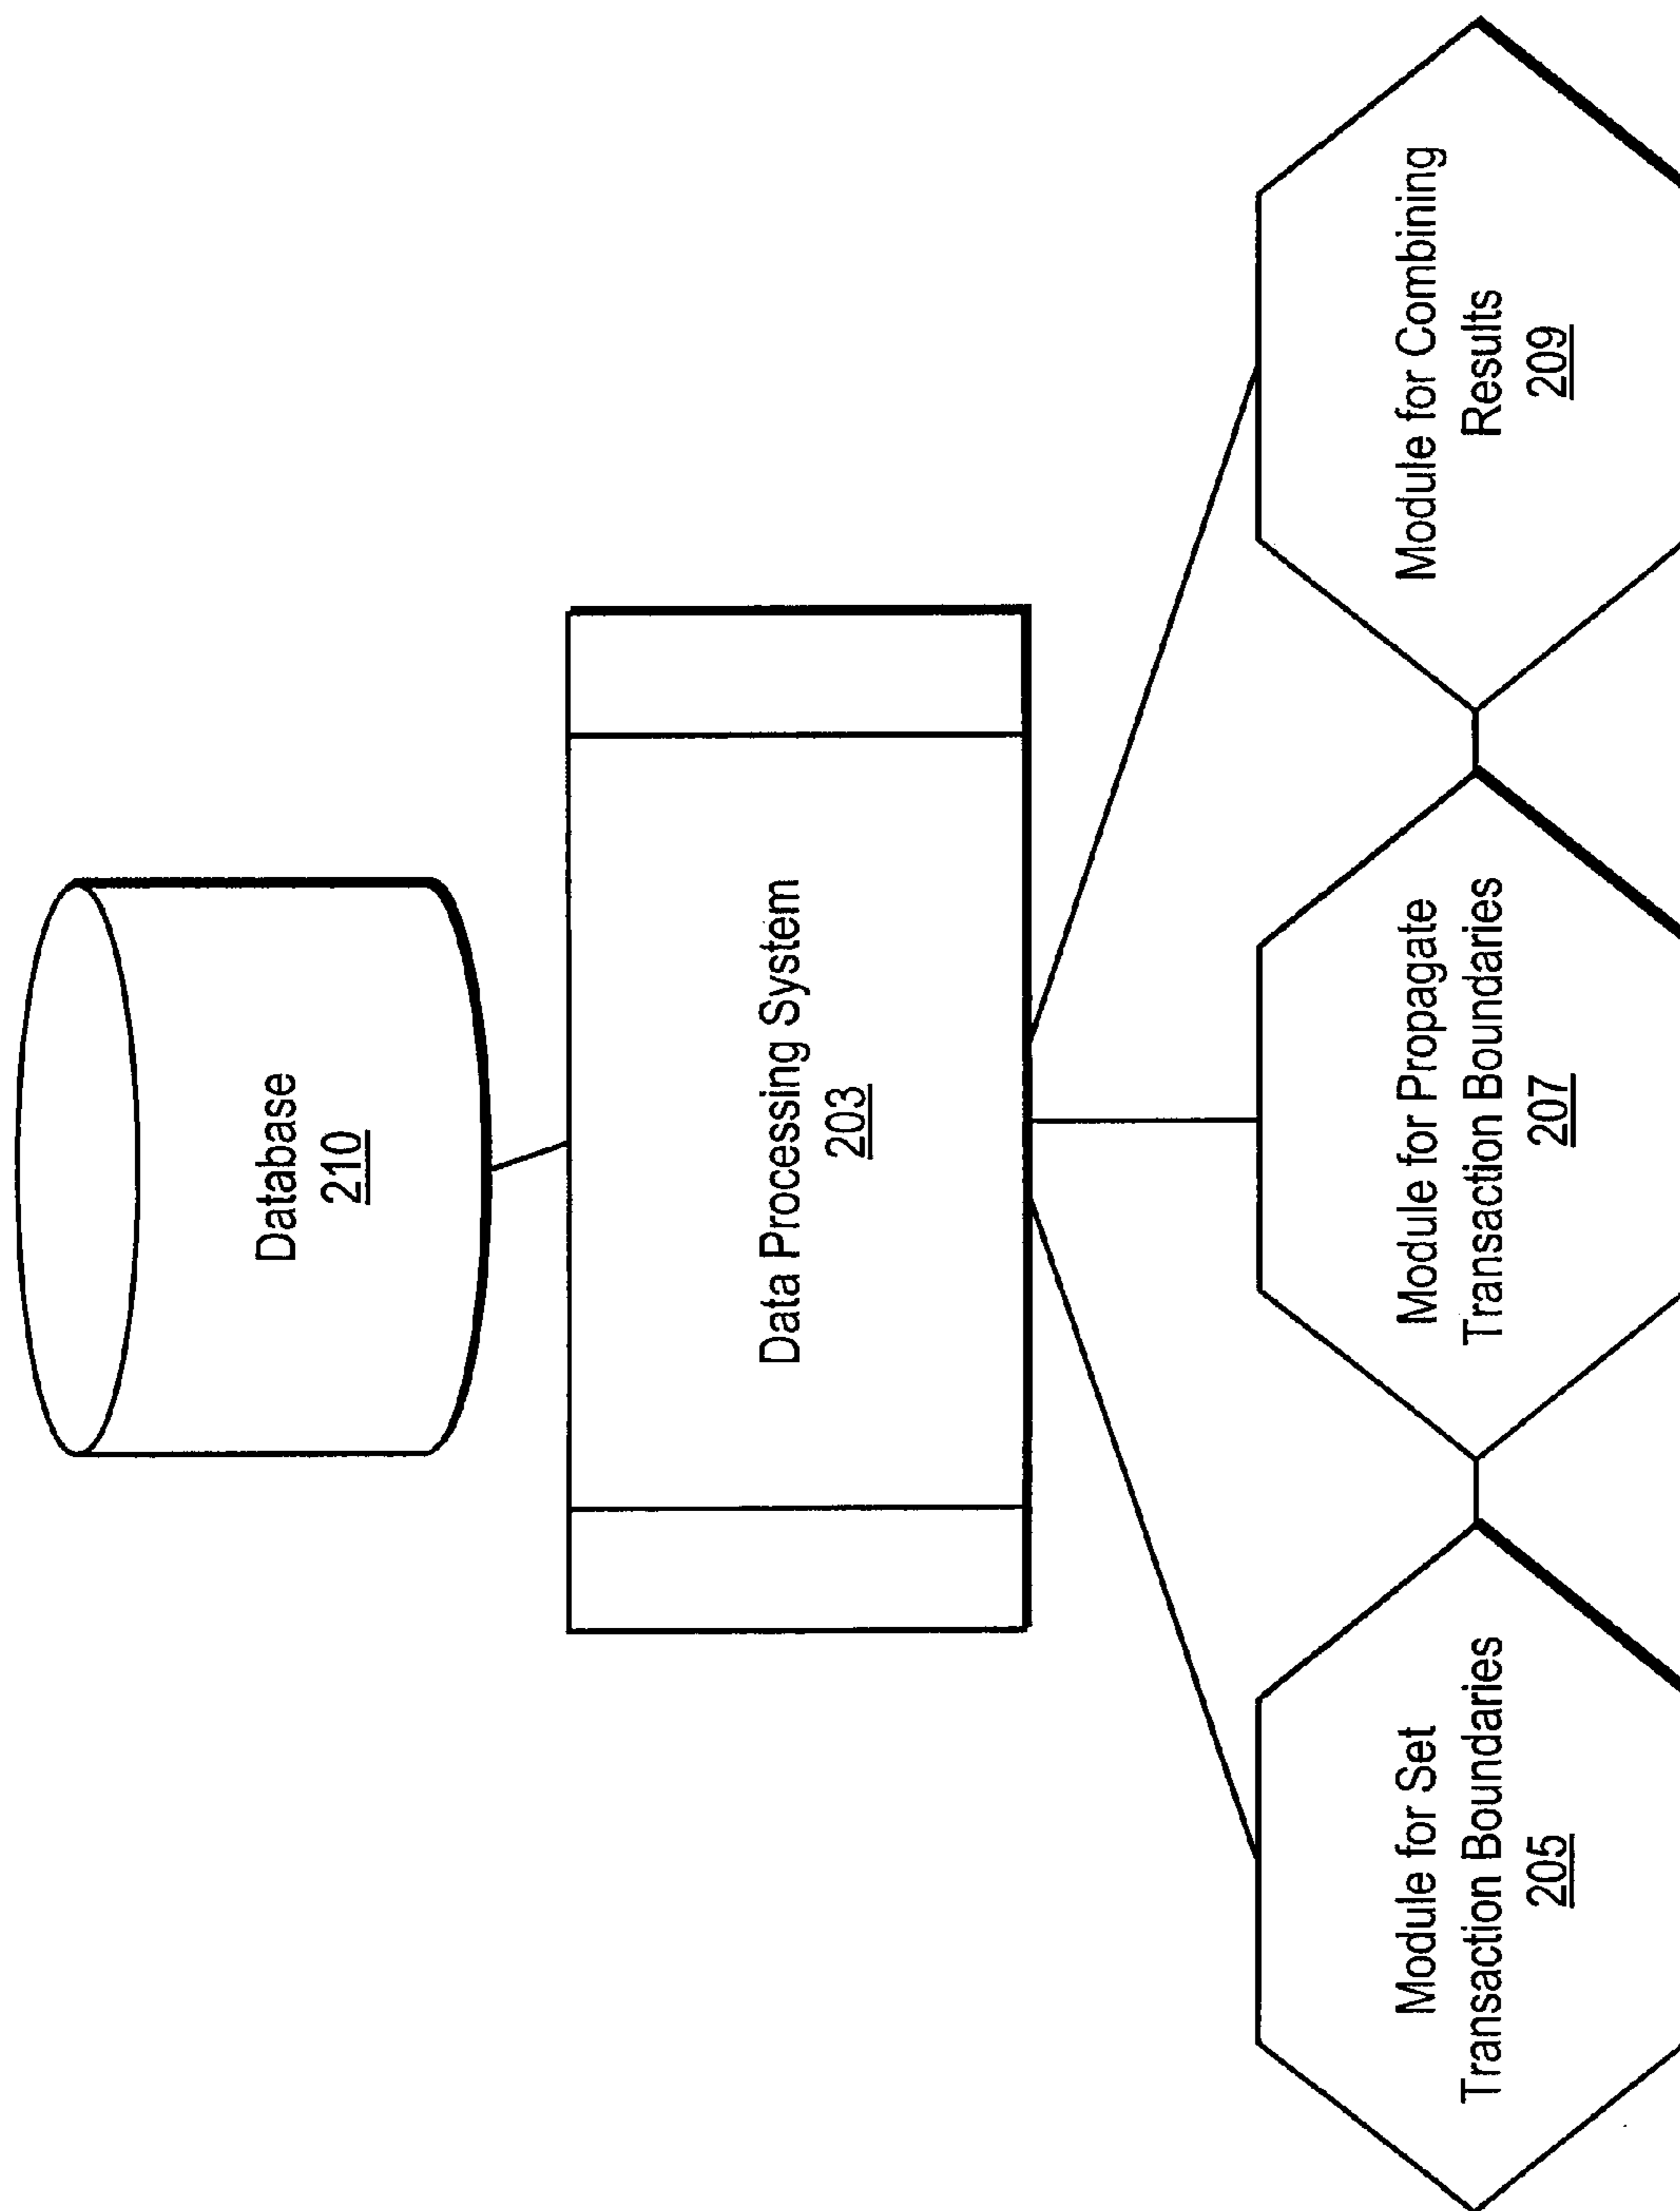 Database
210
Data Processing System
203
Module for Set
Transaction Boundaries
205
Module for Propagate
Transaction Boundaries
207
Module for Combining
Results
209